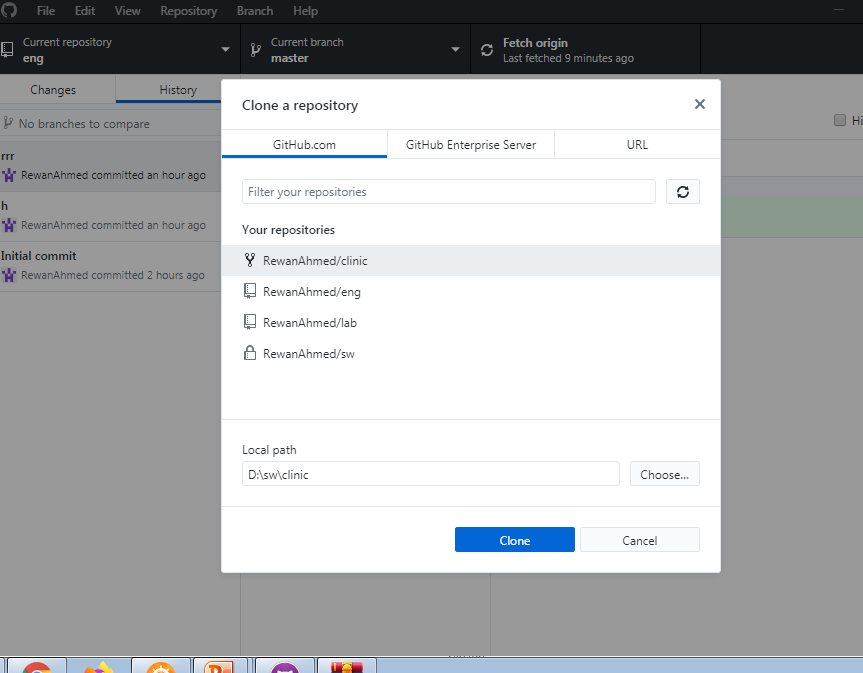 File Edit View Repository Branch Help
Current repository
eng
Current branch
master
Fetch origin
Last fetched 9 minutes ago
Changes
History
No branches to compare
Hi
rrr
RewanAhmed committed an hour ago
h
RewanAhmed committed an hour ago
Initial commit
RewanAhmed committed 2 hours ago
Clone a repository
GitHub.com
GitHub Enterprise Server
URL
Filter your repositories
Your repositories
RewanAhmed/clinic
RewanAhmed/eng
RewanAhmed/lab
RewanAhmed/sw
Local path
D:\sw\clinic
Choose...
Clone
Cancel